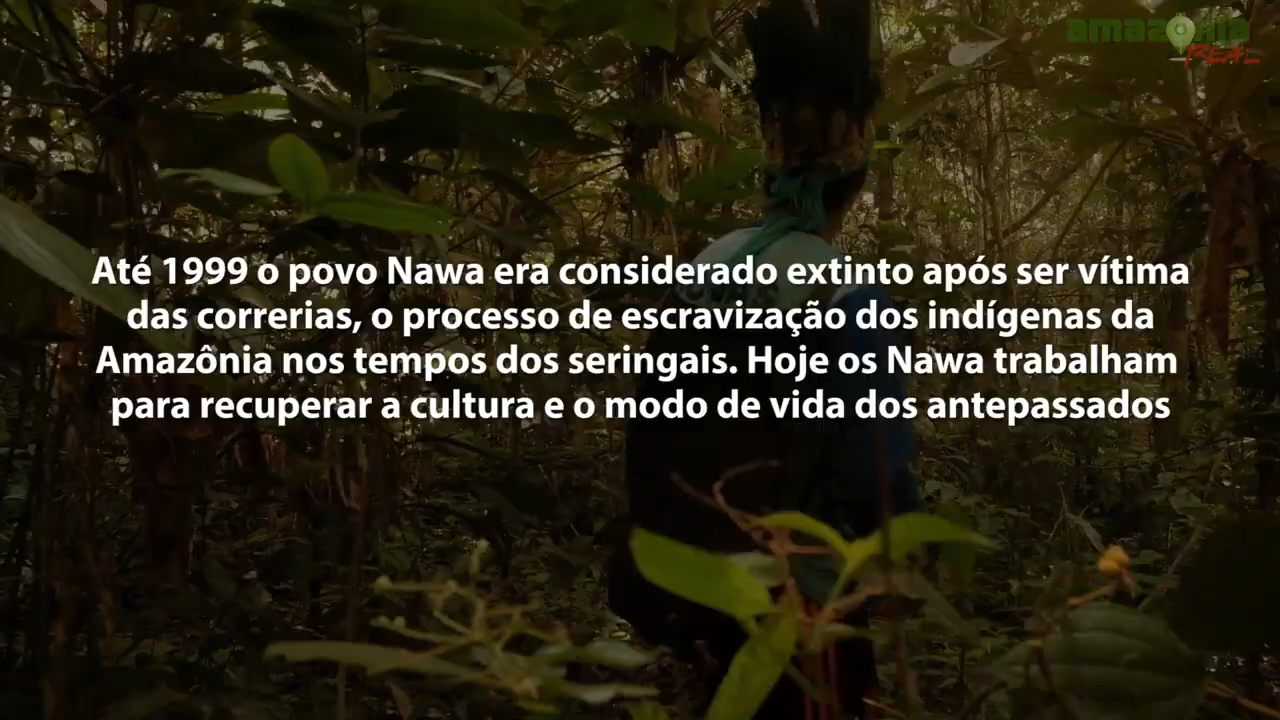 amazônia
REAL
Até 1999 o povo Nawa era considerado extinto após ser vítima
das correrias, o processo de escravização dos indígenas da
Amazônia nos tempos dos seringais. Hoje os Nawa trabalham
para recuperar a cultura e o modo de vida dos antepassados